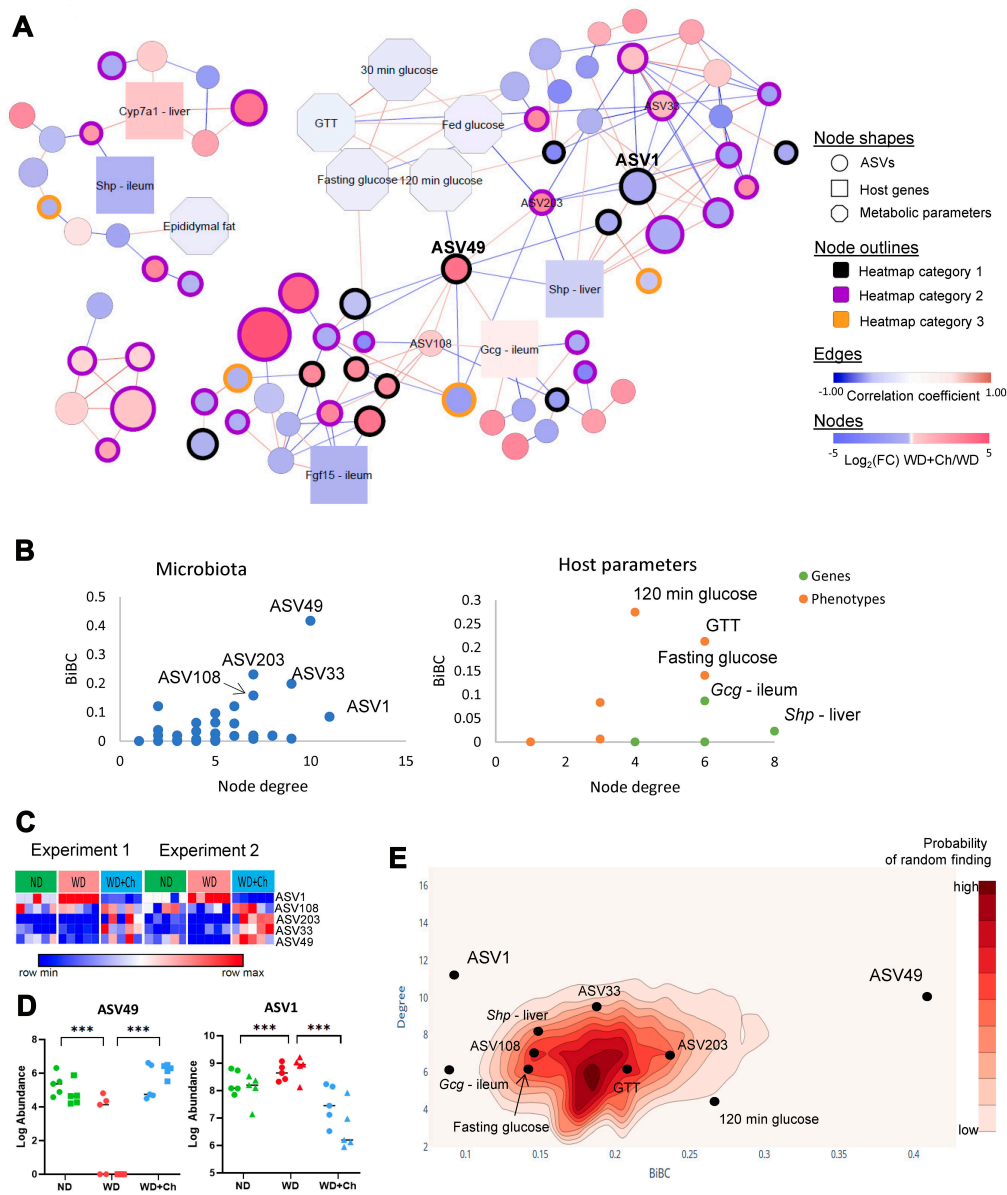 A
30 min glucose
GTT
Fed glucose
Fasting glucose
120 min glucose
Cyp7a1 - liver
Shp - ileum
Epididymal fat
ASV33
ASV1
ASV203
ASV49
Shp - liver
ASV108
Gcg - ileum
Fgf15 - ileum
Node shapes
ASVs
Host genes
Metabolic parameters
Node outlines
Heatmap category 1
Heatmap category 2
Heatmap category 3
Edges
-1.00 1.00
Correlation coefficient
Nodes
-5 5
Log2(FC) WD+Ch/WD
B
Microbiota
BiBC
0.5
0.4
0.3
0.2
0.1
0
0 5 10 15
Node degree
ASV49
ASV203
ASV108
ASV33
ASV1
Host parameters
BiBC
0.3
0.25
0.2
0.15
0.1
0.05
0
0 2 4 6 8
Node degree
120 min glucose
GTT
Fasting glucose
Gcg - ileum
Shp - liver
Genes
Phenotypes
C
Experiment 1 Experiment 2
ND WD WD+Ch ND WD WD+Ch
ASV1
ASV108
ASV203
ASV33
ASV49
row min row max
D
ASV49
*** ***
Log Abundance
8
4
0
ND WD WD+Ch
ASV1
*** ***
Log Abundance
10
9
8
7
6
5
ND WD WD+Ch
E
Probability
of random finding
high
low
Degree
16
14
12
10
8
6
4
2
0.1 0.15 0.2 0.25 0.3 0.35 0.4
BiBC
ASV1
ASV49
ASV33
Shp - liver
ASV108
ASV203
Gcg - ileum
GTT
Fasting glucose
120 min glucose